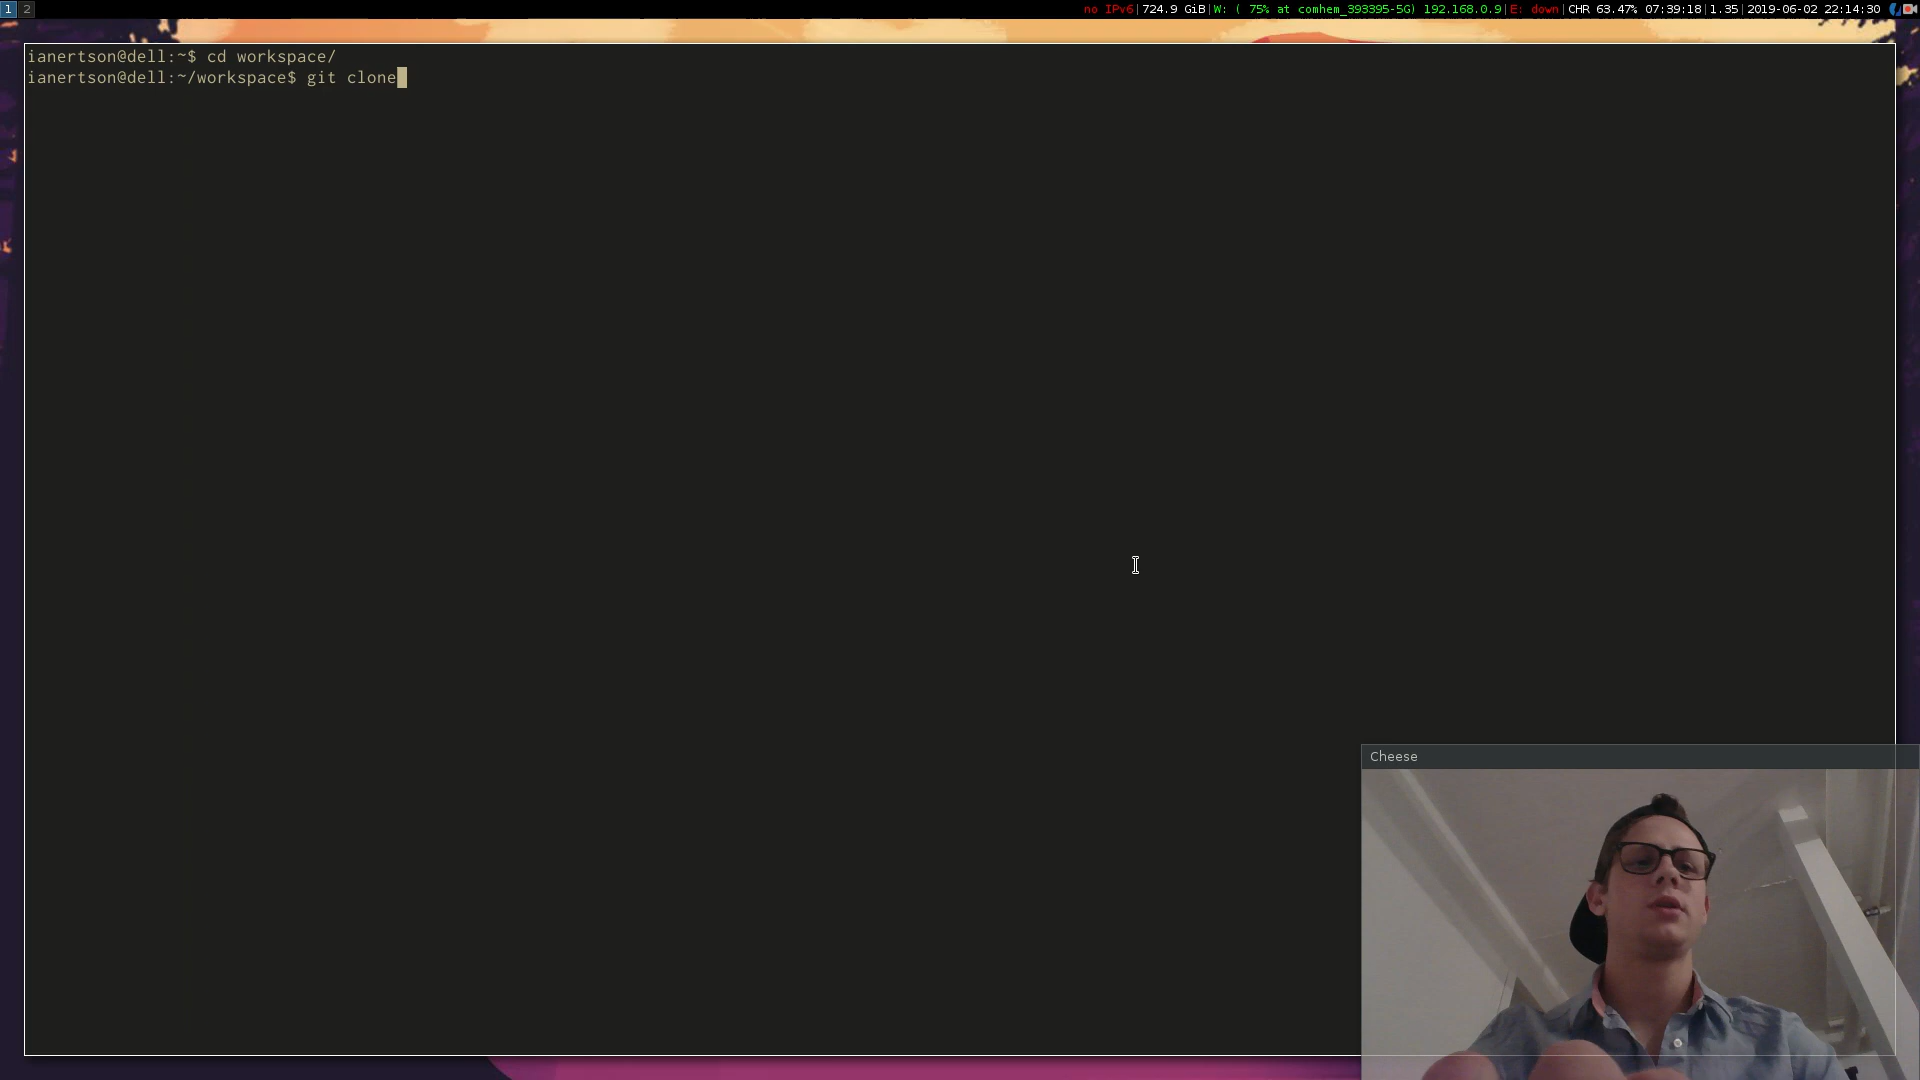 1 2 no IPv6|724.9 GiB|W: ( 75% at comhem_393395-5G) 192.168.0.9|E: down|CHR 63.47% 07:39:18|1.35|2019-06-02 22:14:30
ianertson@dell:~$ cd workspace/
ianertson@dell:~/workspace$ git clone
Cheese